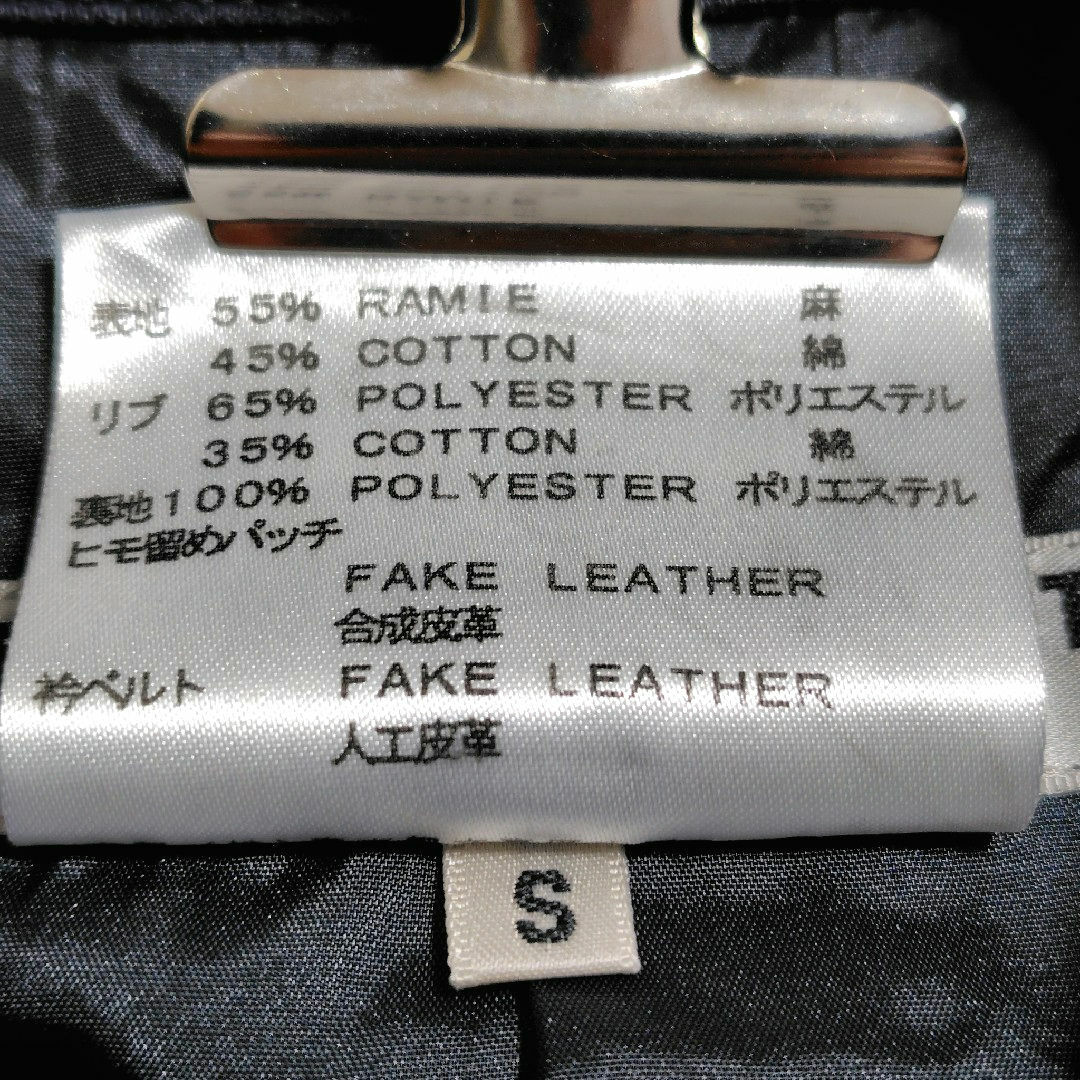 表地 55% RAMIE 麻
45% COTTON 綿
リブ 65% POLYESTER ポリエステル
35% COTTON 綿
裏地100% POLYESTER ポリエステル
ヒモ留めパッチ
FAKE LEATHER
合成皮革
衿ベルト FAKE LEATHER
人工皮革
S